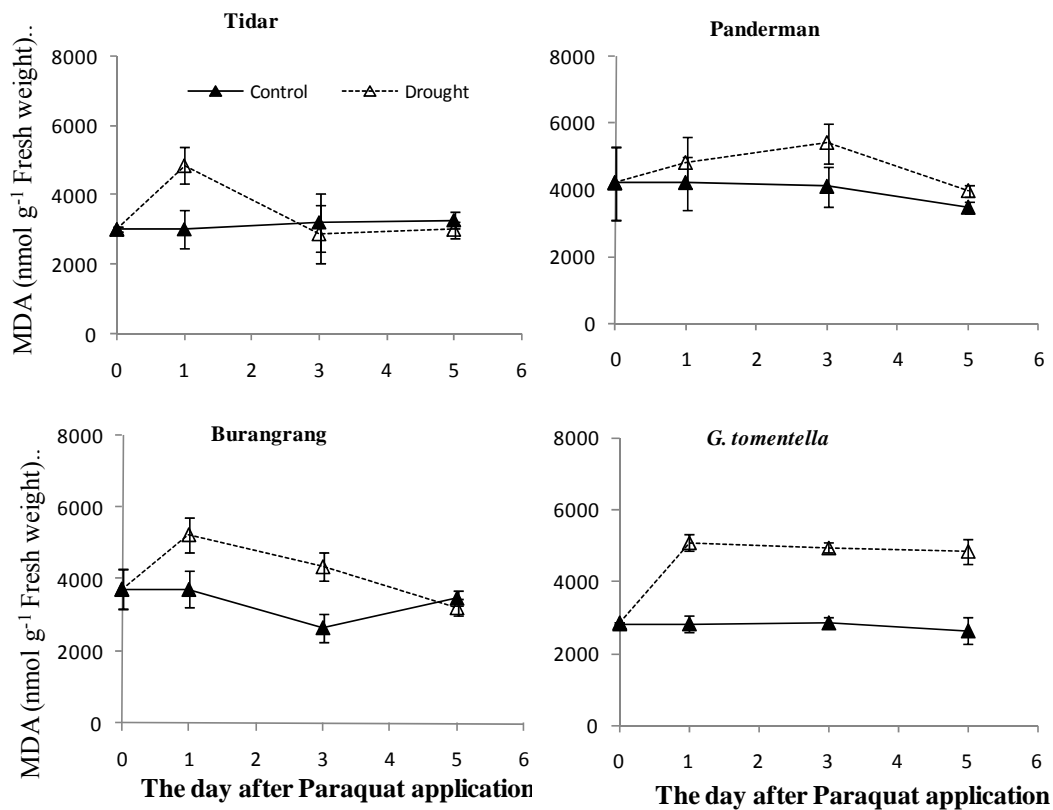 Tidar
MDA (nmol g-1 Fresh weight)..
8000
6000
4000
2000
0
Control
Drought
0 1 2 3 4 5 6
Panderman
8000
6000
4000
2000
0
0 1 2 3 4 5 6
Burangrang
MDA (nmol g-1 Fresh weight)..
8000
6000
4000
2000
0
0 1 2 3 4 5 6
The day after Paraquat application
G. tomentella
8000
6000
4000
2000
0
0 1 2 3 4 5 6
The day after Paraquat application